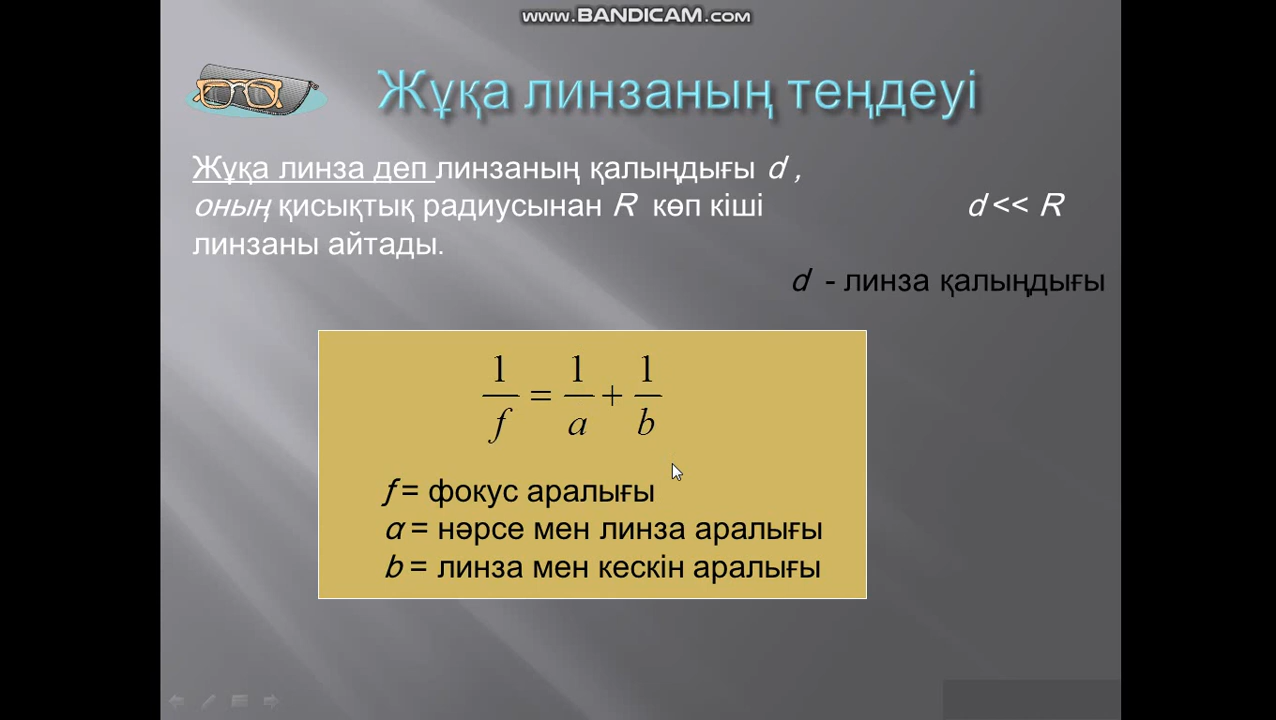 www.BANDICAM.com
Жұқа линзаның теңдеуі
Жұқа линза деп линзаның қалыңдығы d ,
оның қисықтық радиусынан R көп кіші d << R
линзаны айтады.
d - линза қалыңдығы
1/f = 1/a + 1/b
f = фокус аралығы
α = нәрсе мен линза аралығы
b = линза мен кескін аралығы